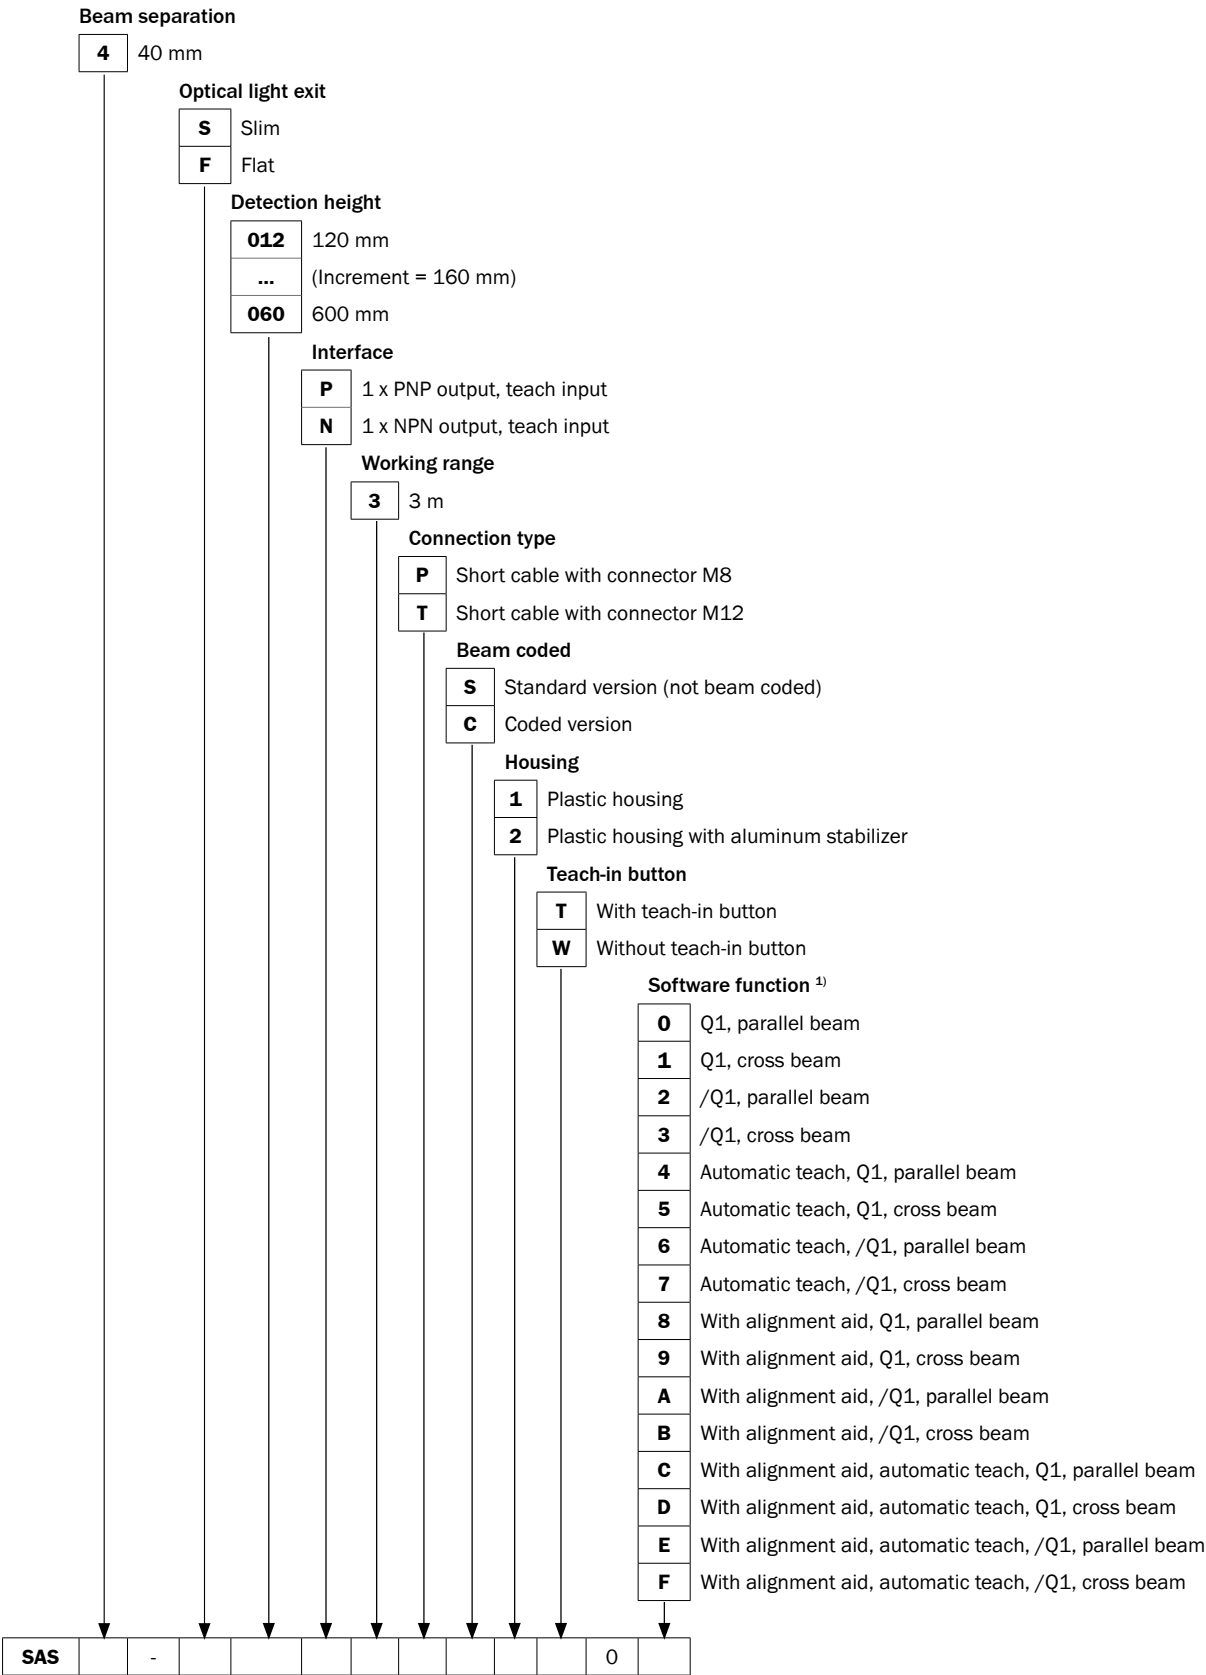 Beam separation
4 40 mm
Optical light exit
S Slim
F Flat
Detection height
012 120 mm
... (Increment = 160 mm)
060 600 mm
Interface
P 1 x PNP output, teach input
N 1 x NPN output, teach input
Working range
3 3 m
Connection type
P Short cable with connector M8
T Short cable with connector M12
Beam coded
S Standard version (not beam coded)
C Coded version
Housing
1 Plastic housing
2 Plastic housing with aluminum stabilizer
Teach-in button
T With teach-in button
W Without teach-in button
Software function 1)
0 Q1, parallel beam
1 Q1, cross beam
2 /Q1, parallel beam
3 /Q1, cross beam
4 Automatic teach, Q1, parallel beam
5 Automatic teach, Q1, cross beam
6 Automatic teach, /Q1, parallel beam
7 Automatic teach, /Q1, cross beam
8 With alignment aid, Q1, parallel beam
9 With alignment aid, Q1, cross beam
A With alignment aid, /Q1, parallel beam
B With alignment aid, /Q1, cross beam
C With alignment aid, automatic teach, Q1, parallel beam
D With alignment aid, automatic teach, Q1, cross beam
E With alignment aid, automatic teach, /Q1, parallel beam
F With alignment aid, automatic teach, /Q1, cross beam
SAS - 0